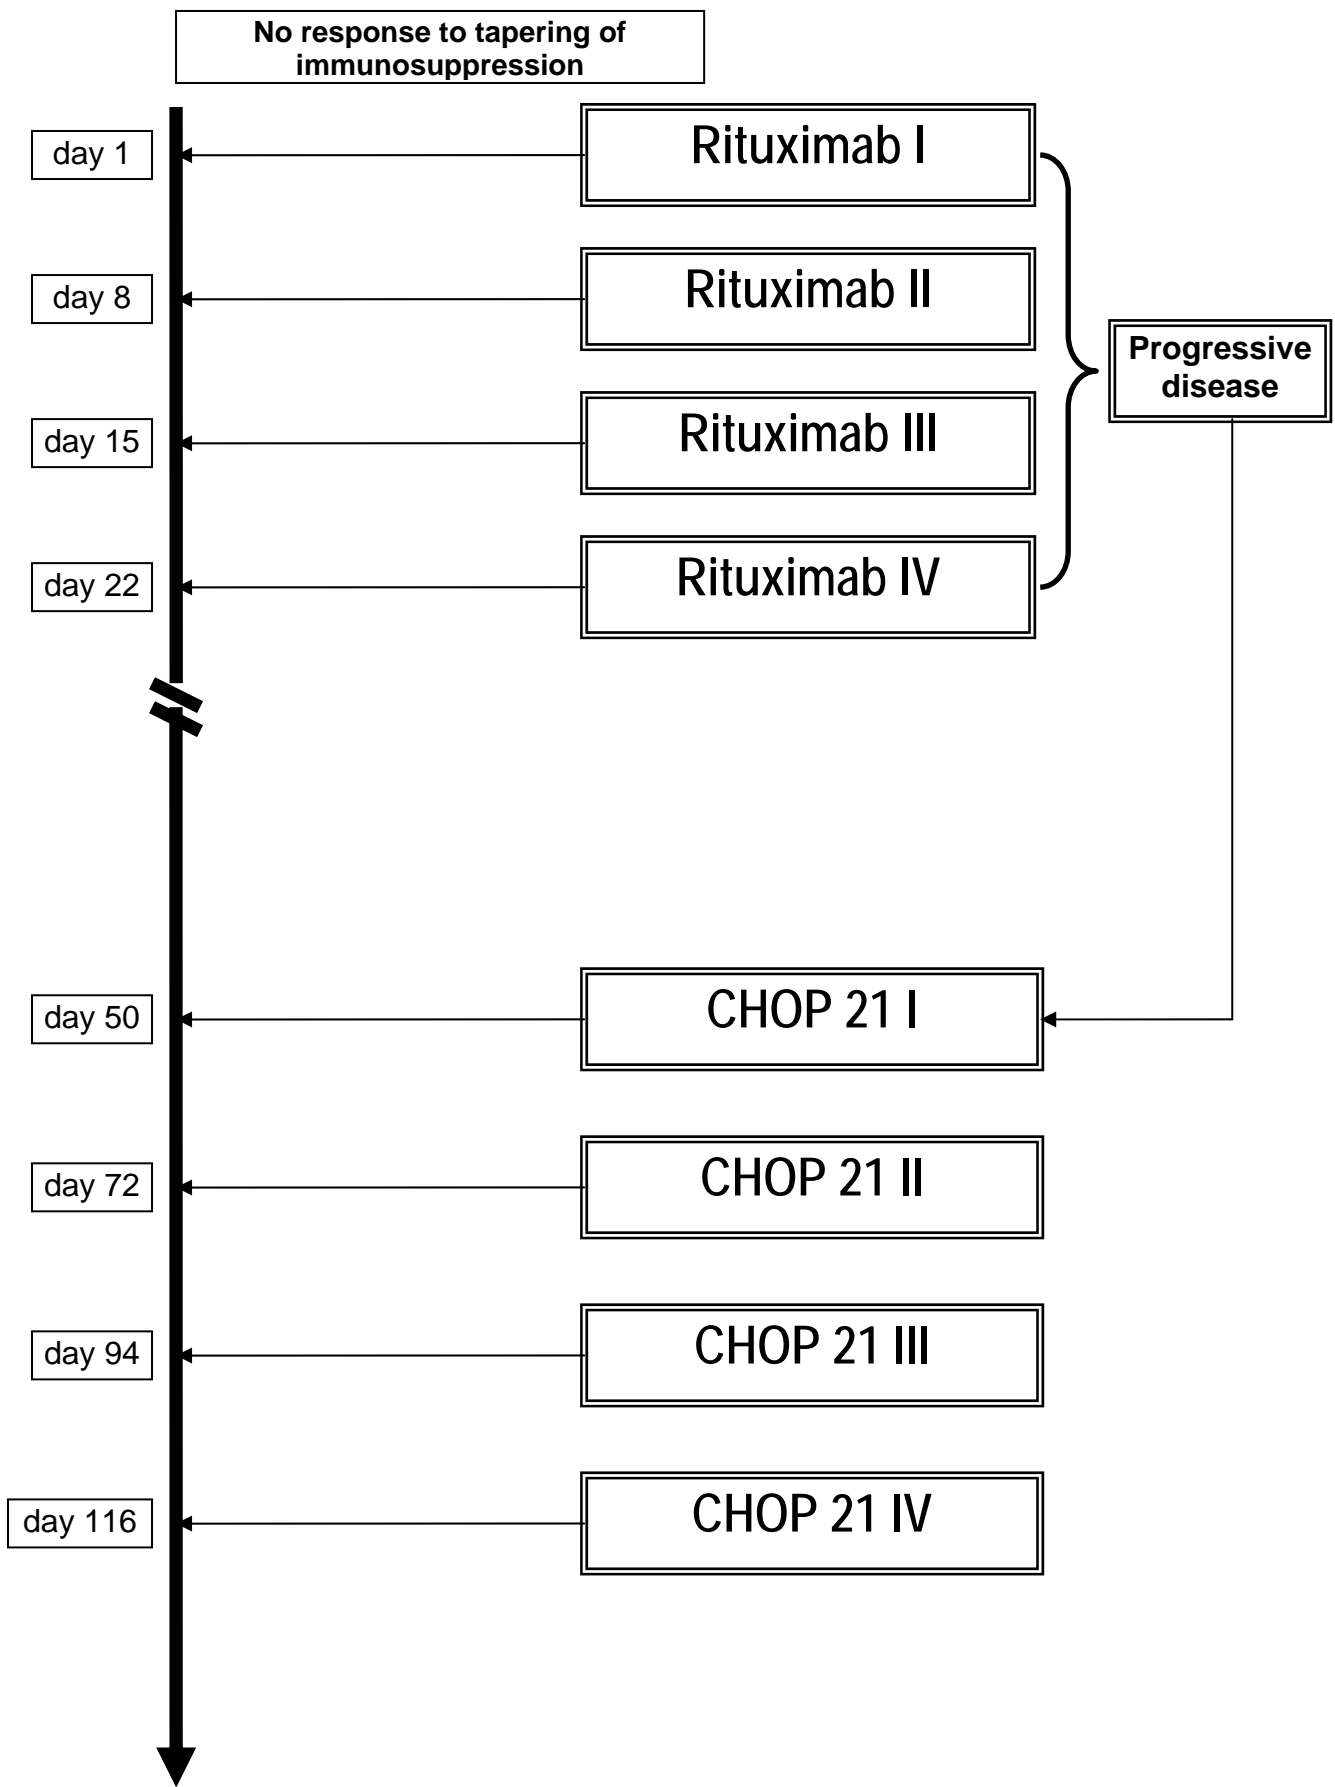 No response to tapering of
immunosuppression
day 1
Rituximab I
day 8
Rituximab II
Progressive
disease
day 15
Rituximab III
day 22
Rituximab IV
day 50
CHOP 21 I
day 72
CHOP 21 II
day 94
CHOP 21 III
day 116
CHOP 21 IV